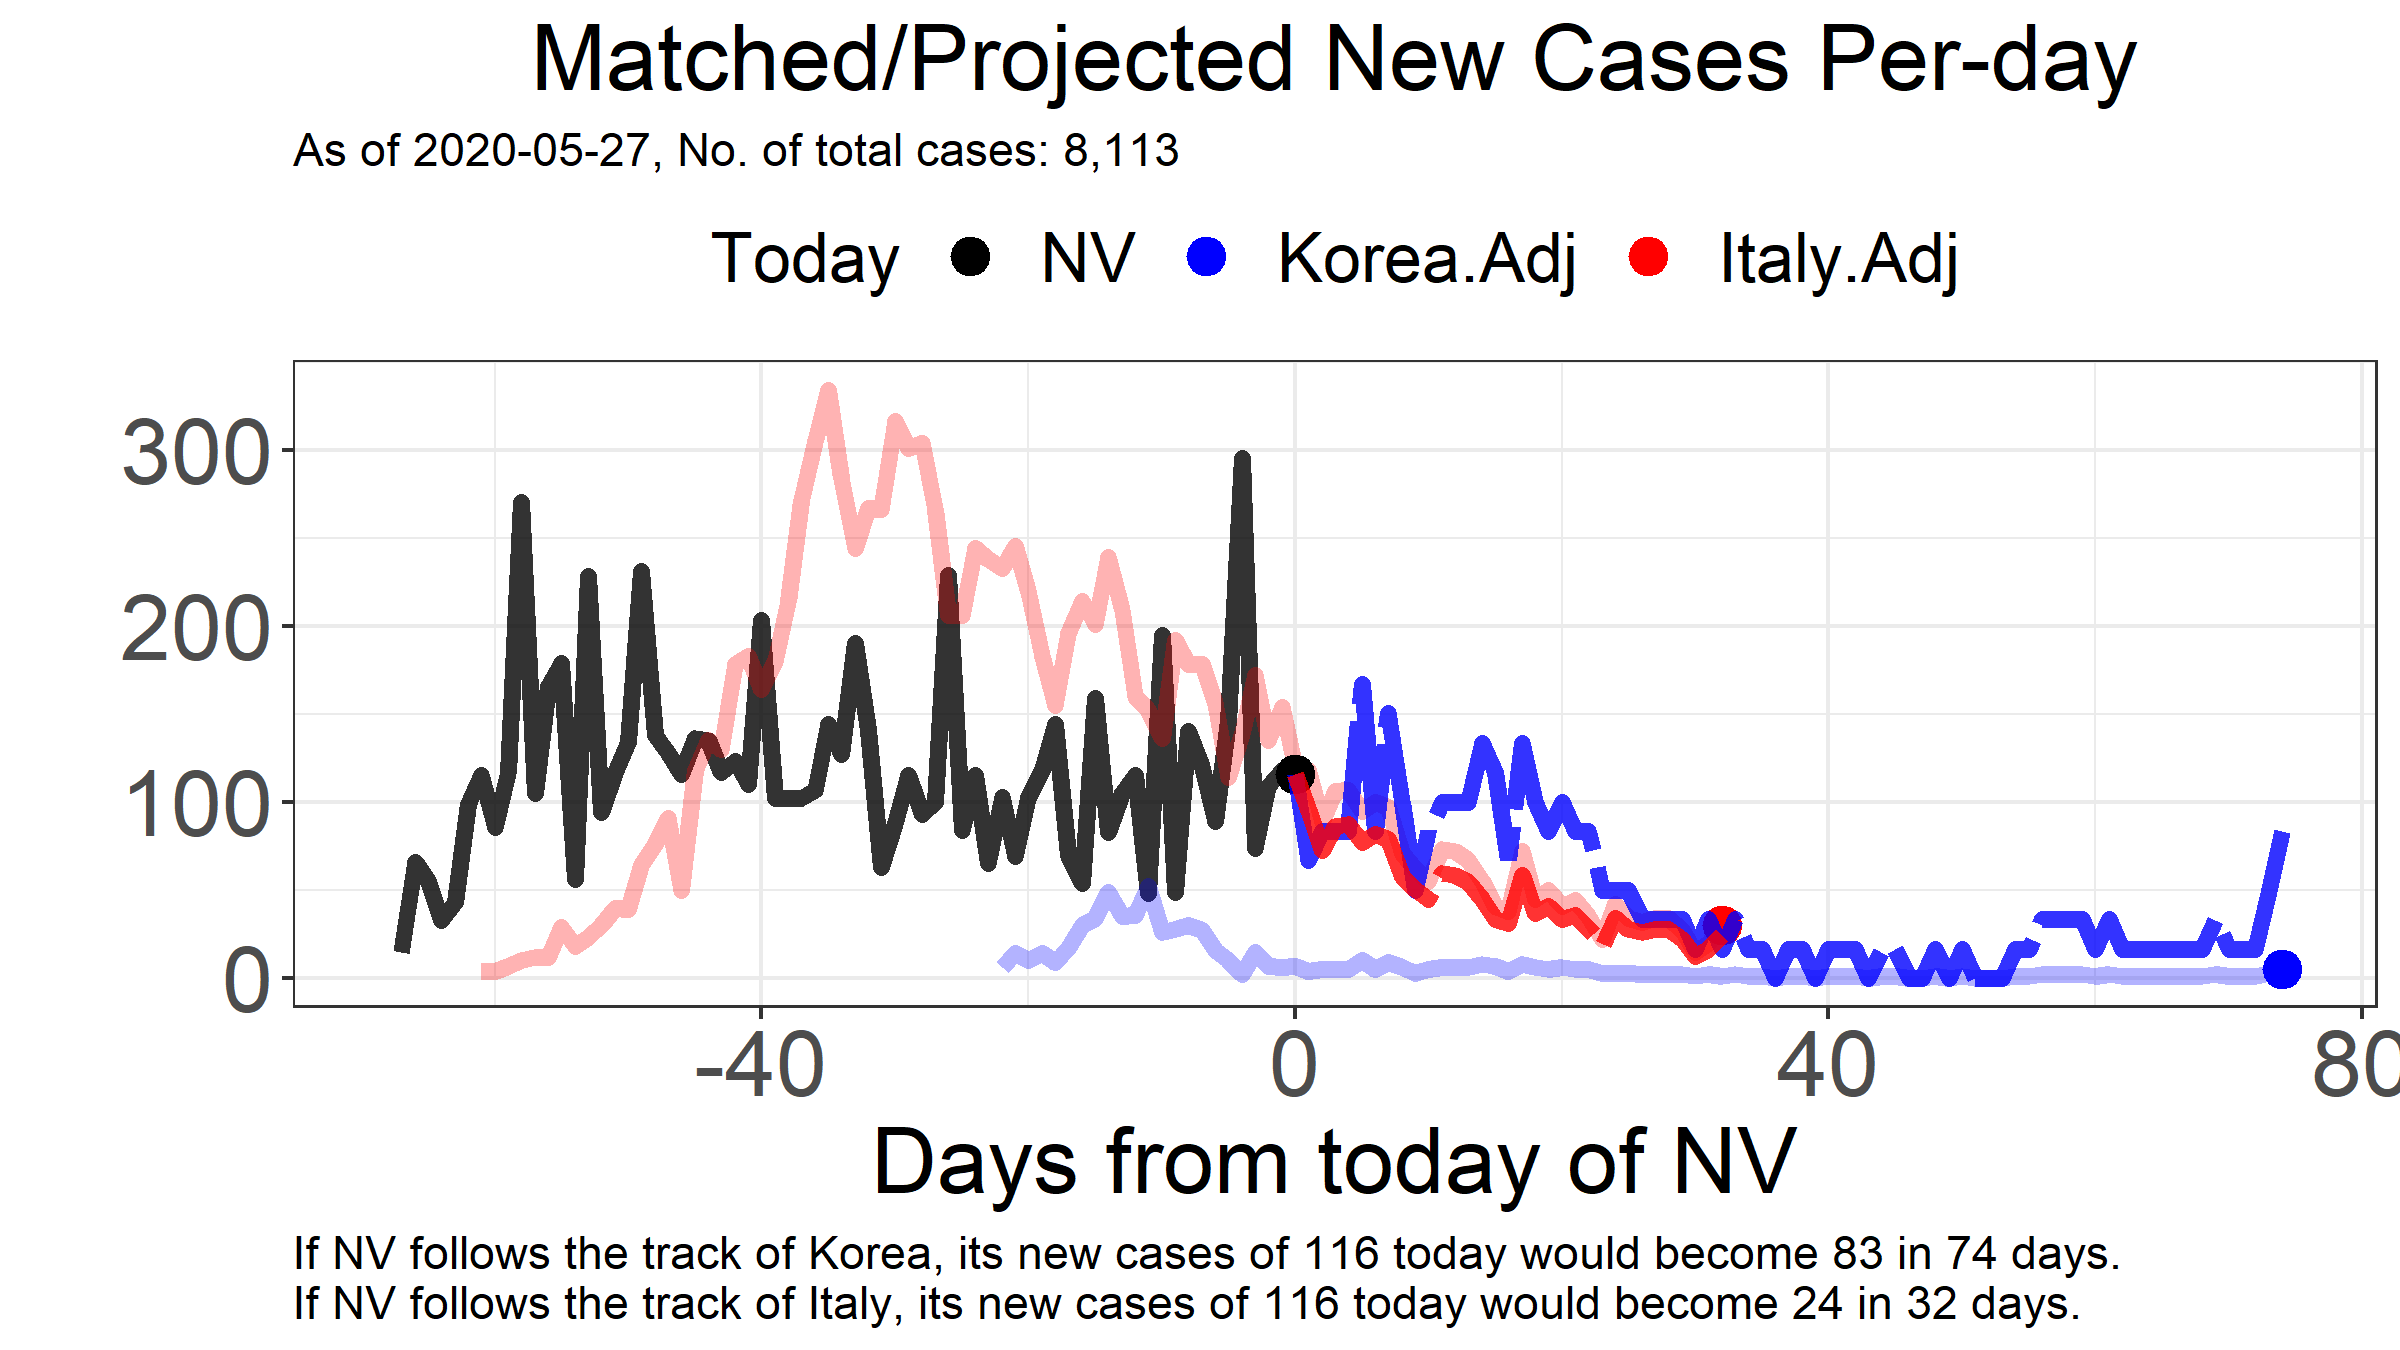 Matched/Projected New Cases Per-day
As of 2020-05-27, No. of total cases: 8,113
Today NV Korea.Adj Italy.Adj
300
200
100
0
-40 0 40 80
Days from today of NV
If NV follows the track of Korea, its new cases of 116 today would become 83 in 74 days.
If NV follows the track of Italy, its new cases of 116 today would become 24 in 32 days.